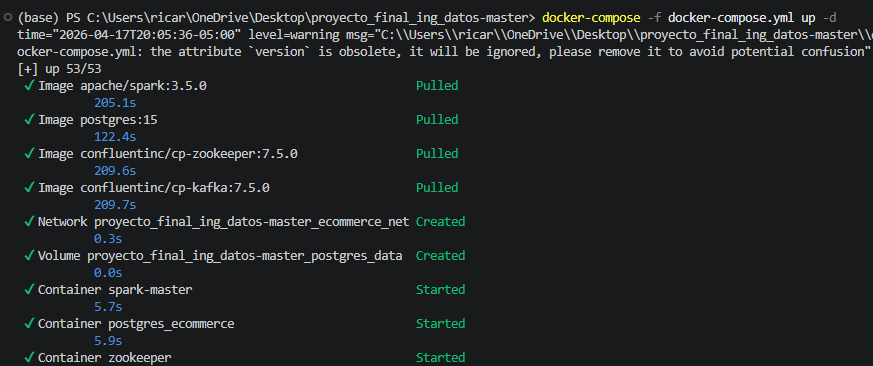 (base) PS C:\Users\ricar\OneDrive\Desktop\proyecto_final_ing_datos-master> docker-compose -f docker-compose.yml up -d
time="2026-04-17T20:05:36-05:00" level=warning msg="C:\\Users\\ricar\\OneDrive\\Desktop\\proyecto_final_ing_datos-master\\
ocker-compose.yml: the attribute `version` is obsolete, it will be ignored, please remove it to avoid potential confusion"
[+] up 53/53
✓ Image apache/spark:3.5.0 Pulled
205.1s
✓ Image postgres:15 Pulled
122.4s
✓ Image confluentinc/cp-zookeeper:7.5.0 Pulled
209.6s
✓ Image confluentinc/cp-kafka:7.5.0 Pulled
209.7s
✓ Network proyecto_final_ing_datos-master_ecommerce_net Created
0.3s
✓ Volume proyecto_final_ing_datos-master_postgres_data Created
0.0s
✓ Container spark-master Started
5.7s
✓ Container postgres_ecommerce Started
5.9s
✓ Container zookeeper Started